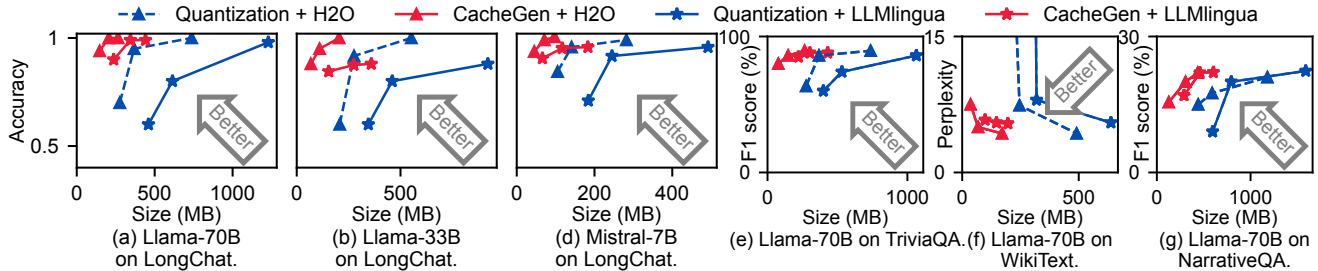 Quantization + H2O CacheGen + H2O Quantization + LLMlingua CacheGen + LLMlingua
Accuracy
1
0.5
Better
0 500 1000
Size (MB)
(a) Llama-70B
on LongChat.
Better
0 500
Size (MB)
(b) Llama-33B
on LongChat.
Better
0 200 400
Size (MB)
(d) Mistral-7B
on LongChat.
F1 score (%)
100
0
Better
0 500 1000
Size (MB)
(e) Llama-70B on TriviaQA.
Perplexity
15
0
Better
0 500
Size (MB)
(f) Llama-70B on
WikiText.
F1 score (%)
30
0
Better
0 1000
Size (MB)
(g) Llama-70B on
NarrativeQA.